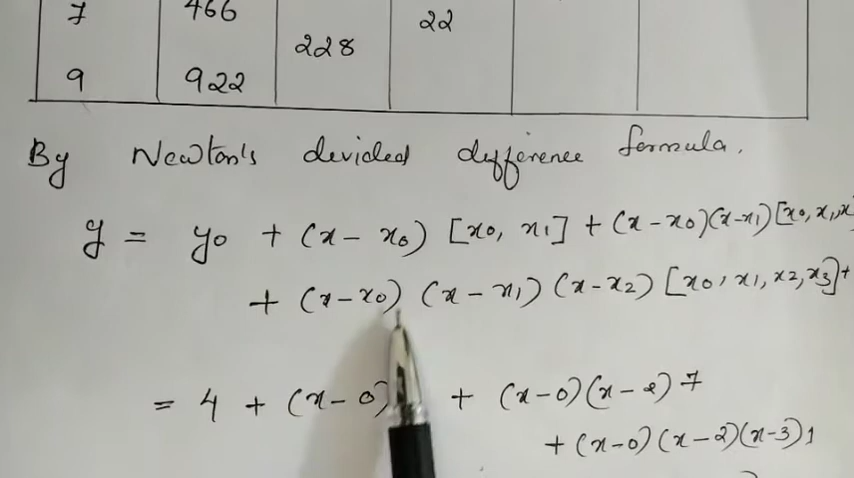 7 466
22
228
9 922
By Newton's devided difference formula.
y = y0 + (x - x0) [x0, x1] + (x-x0)(x-x1)[x0,x1,x
+ (x-x0) (x-x1) (x-x2) [x0,x1,x2,x3]+
= 4 + (x-0) + (x-0)(x-2) 7
+ (x-0)(x-2)(x-3)1